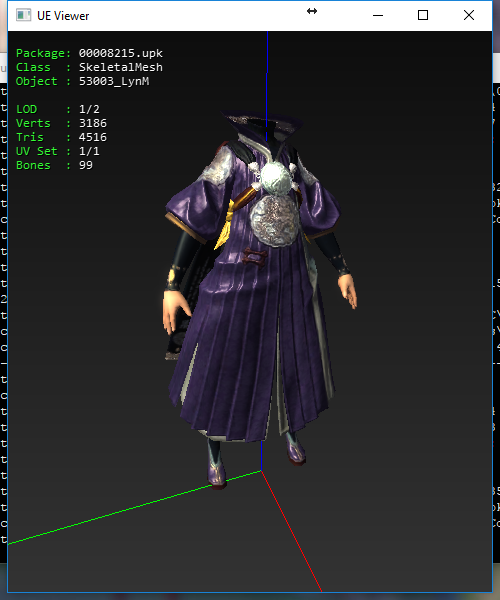 UE Viewer
Package: 00008215.upk
Class : SkeletalMesh
Object : 53003_LynM
LOD : 1/2
Verts : 3186
Tris : 4516
UV Set : 1/1
Bones : 99